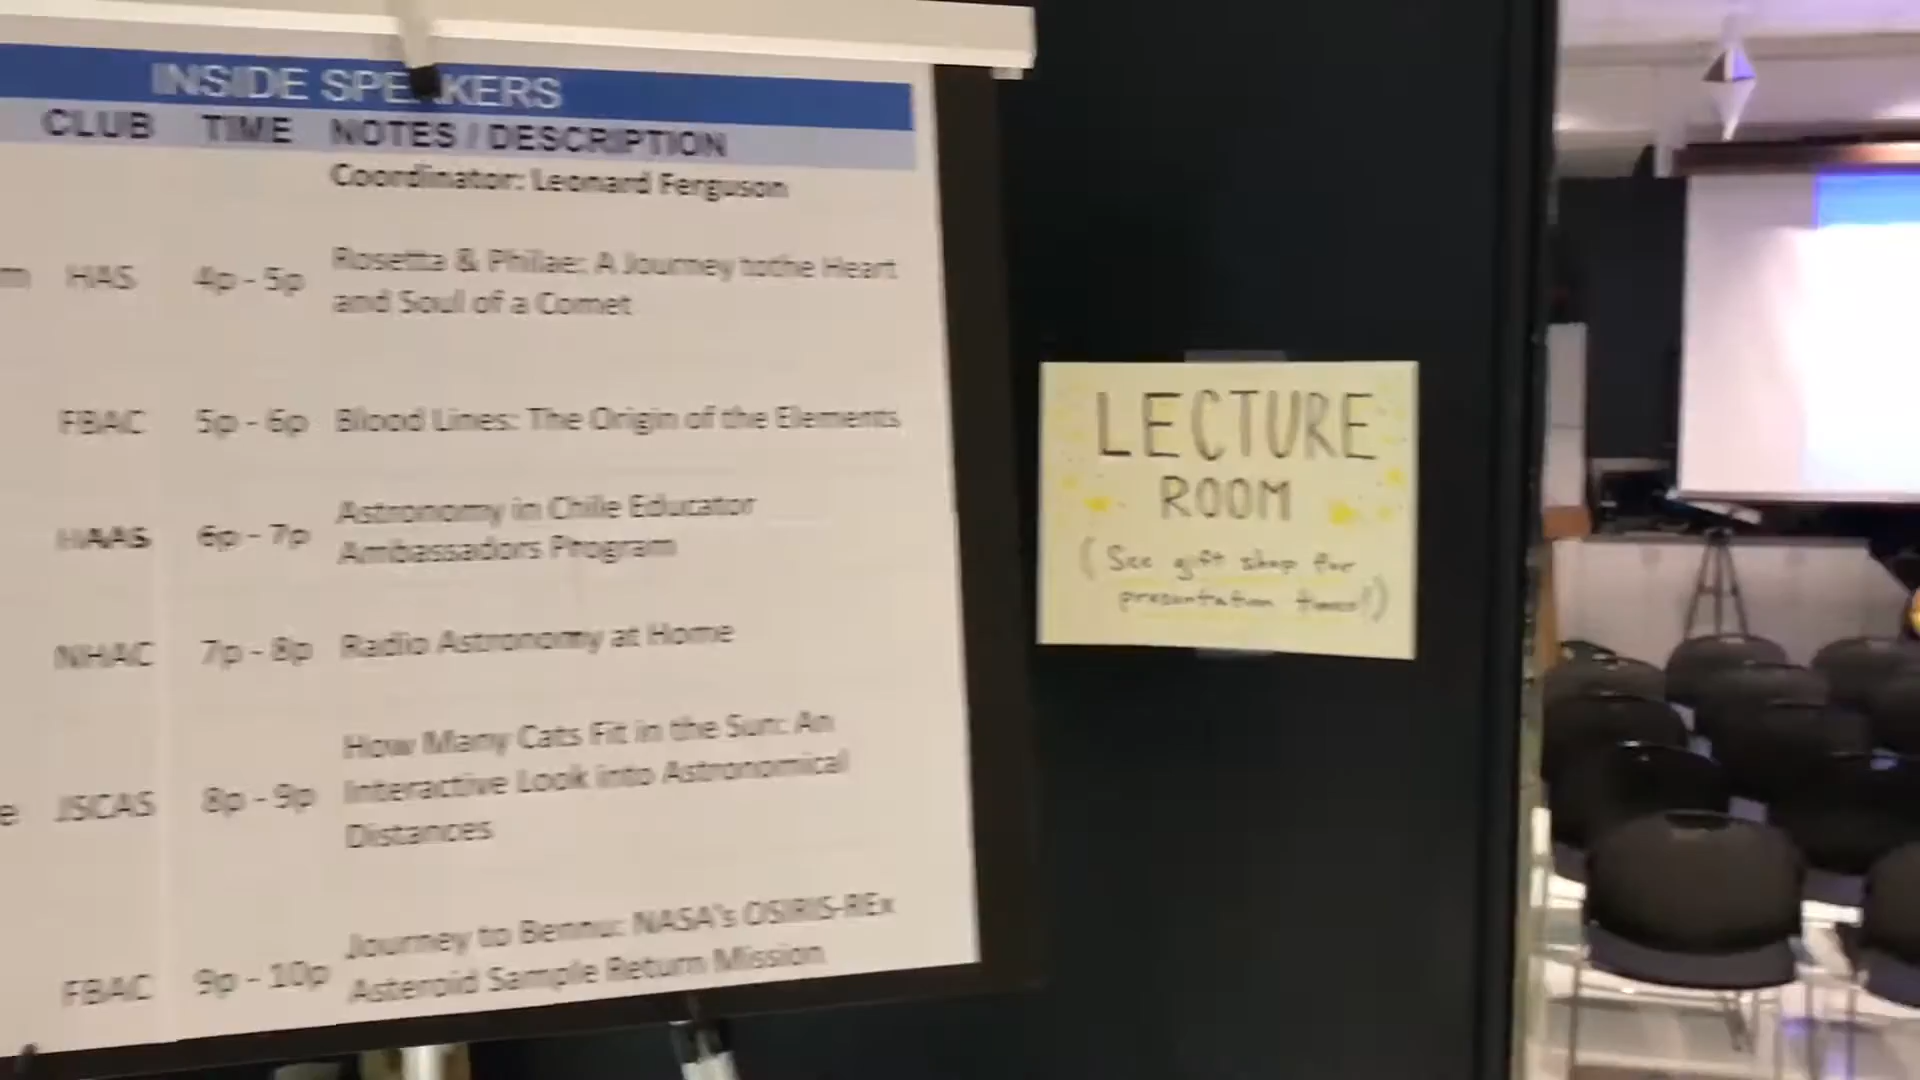 INSIDE SPEAKERS
CLUB TIME NOTES / DESCRIPTION
Coordinator: Leonard Ferguson
m HAS 4p - 5p Rosetta & Philae: A Journey tothe Heart
and Soul of a Comet
FBAC 5p - 6p Blood Lines: The Origin of the Elements
HAAS 6p - 7p Astronomy in Chile Educator
Ambassadors Program
NHAC 7p - 8p Radio Astronomy at Home
How Many Cats Fit in the Sun: An
e JSCAS 8p - 9p Interactive Look into Astronomical
Distances
FBAC 9p - 10p Journey to Bennu: NASA's OSIRIS-REx
Asteroid Sample Return Mission
LECTURE
ROOM
(See gift shop for
presentation times!)